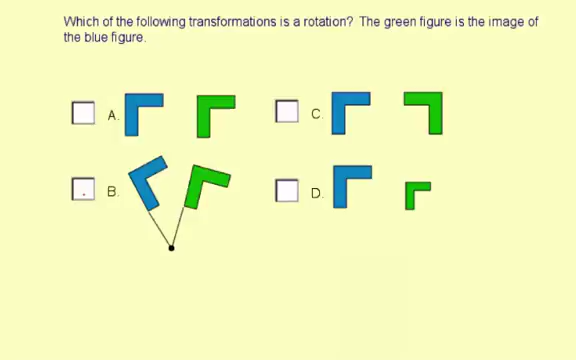 Which of the following transformations is a rotation? The green figure is the image of
the blue figure.
A.
C.
B.
D.